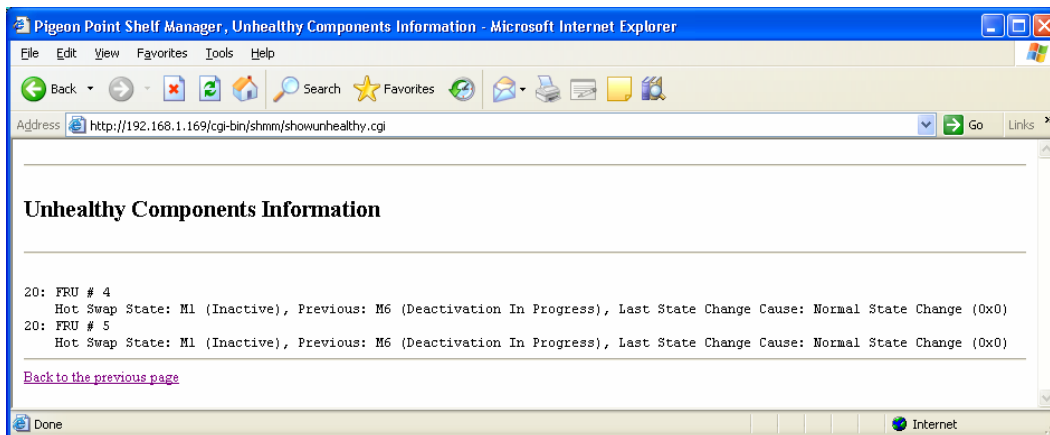 Pigeon Point Shelf Manager, Unhealthy Components Information - Microsoft Internet Explorer
File Edit View Favorites Tools Help
Back Search Favorites
Address http://192.168.1.169/cgi-bin/shmm/showunhealthy.cgi Go Links »
Unhealthy Components Information
20: FRU # 4
Hot Swap State: M1 (Inactive), Previous: M6 (Deactivation In Progress), Last State Change Cause: Normal State Change (0x0)
20: FRU # 5
Hot Swap State: M1 (Inactive), Previous: M6 (Deactivation In Progress), Last State Change Cause: Normal State Change (0x0)
Back to the previous page
Done Internet